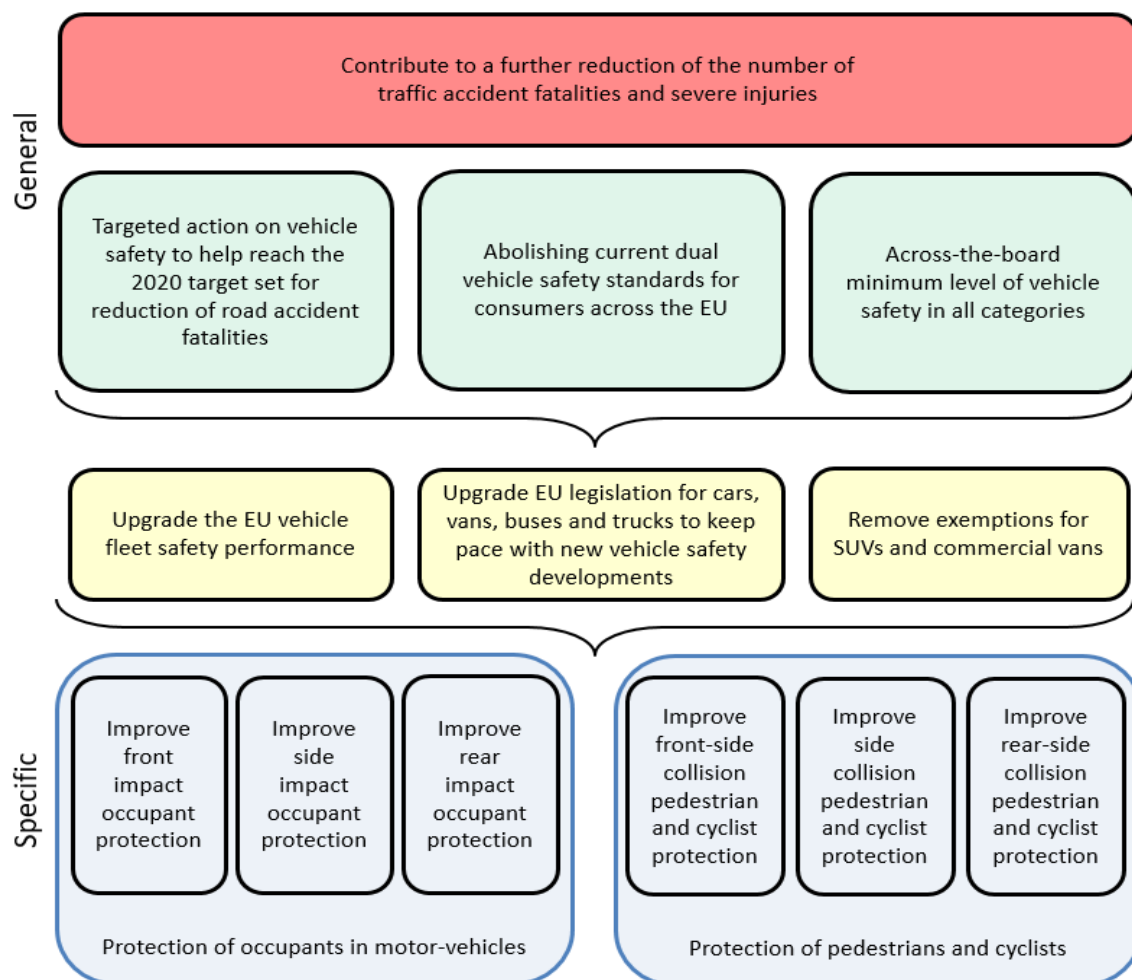 General
Contribute to a further reduction of the number of
traffic accident fatalities and severe injuries
Targeted action on vehicle
safety to help reach the
2020 target set for
reduction of road accident
fatalities
Abolishing current dual
vehicle safety standards for
consumers across the EU
Across-the-board
minimum level of vehicle
safety in all categories
Upgrade the EU vehicle
fleet safety performance
Upgrade EU legislation for cars,
vans, buses and trucks to keep
pace with new vehicle safety
developments
Remove exemptions for
SUVs and commercial vans
Specific
Improve
front
impact
occupant
protection
Improve
side
impact
occupant
protection
Improve
rear
impact
occupant
protection
Protection of occupants in motor-vehicles
Improve
front-side
collision
pedestrian
and cyclist
protection
Improve
side
collision
pedestrian
and cyclist
protection
Improve
rear-side
collision
pedestrian
and cyclist
protection
Protection of pedestrians and cyclists